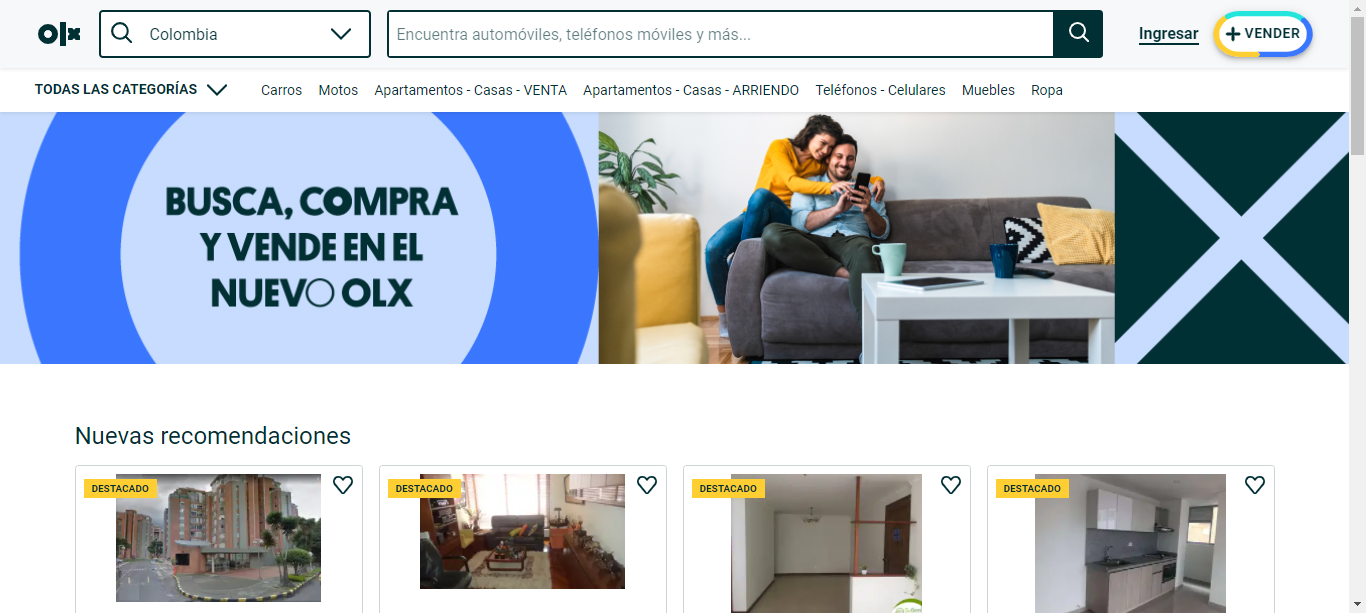 olx
Colombia
Encuentra automóviles, teléfonos móviles y más...
Ingresar
VENDER
TODAS LAS CATEGORÍAS
Carros
Motos
Apartamentos - Casas - VENTA
Apartamentos - Casas - ARRIENDO
Teléfonos - Celulares
Muebles
Ropa
BUSCA, COMPRA
Y VENDE EN EL
NUEVO OLX
Nuevas recomendaciones
DESTACADO
DESTACADO
DESTACADO
DESTACADO